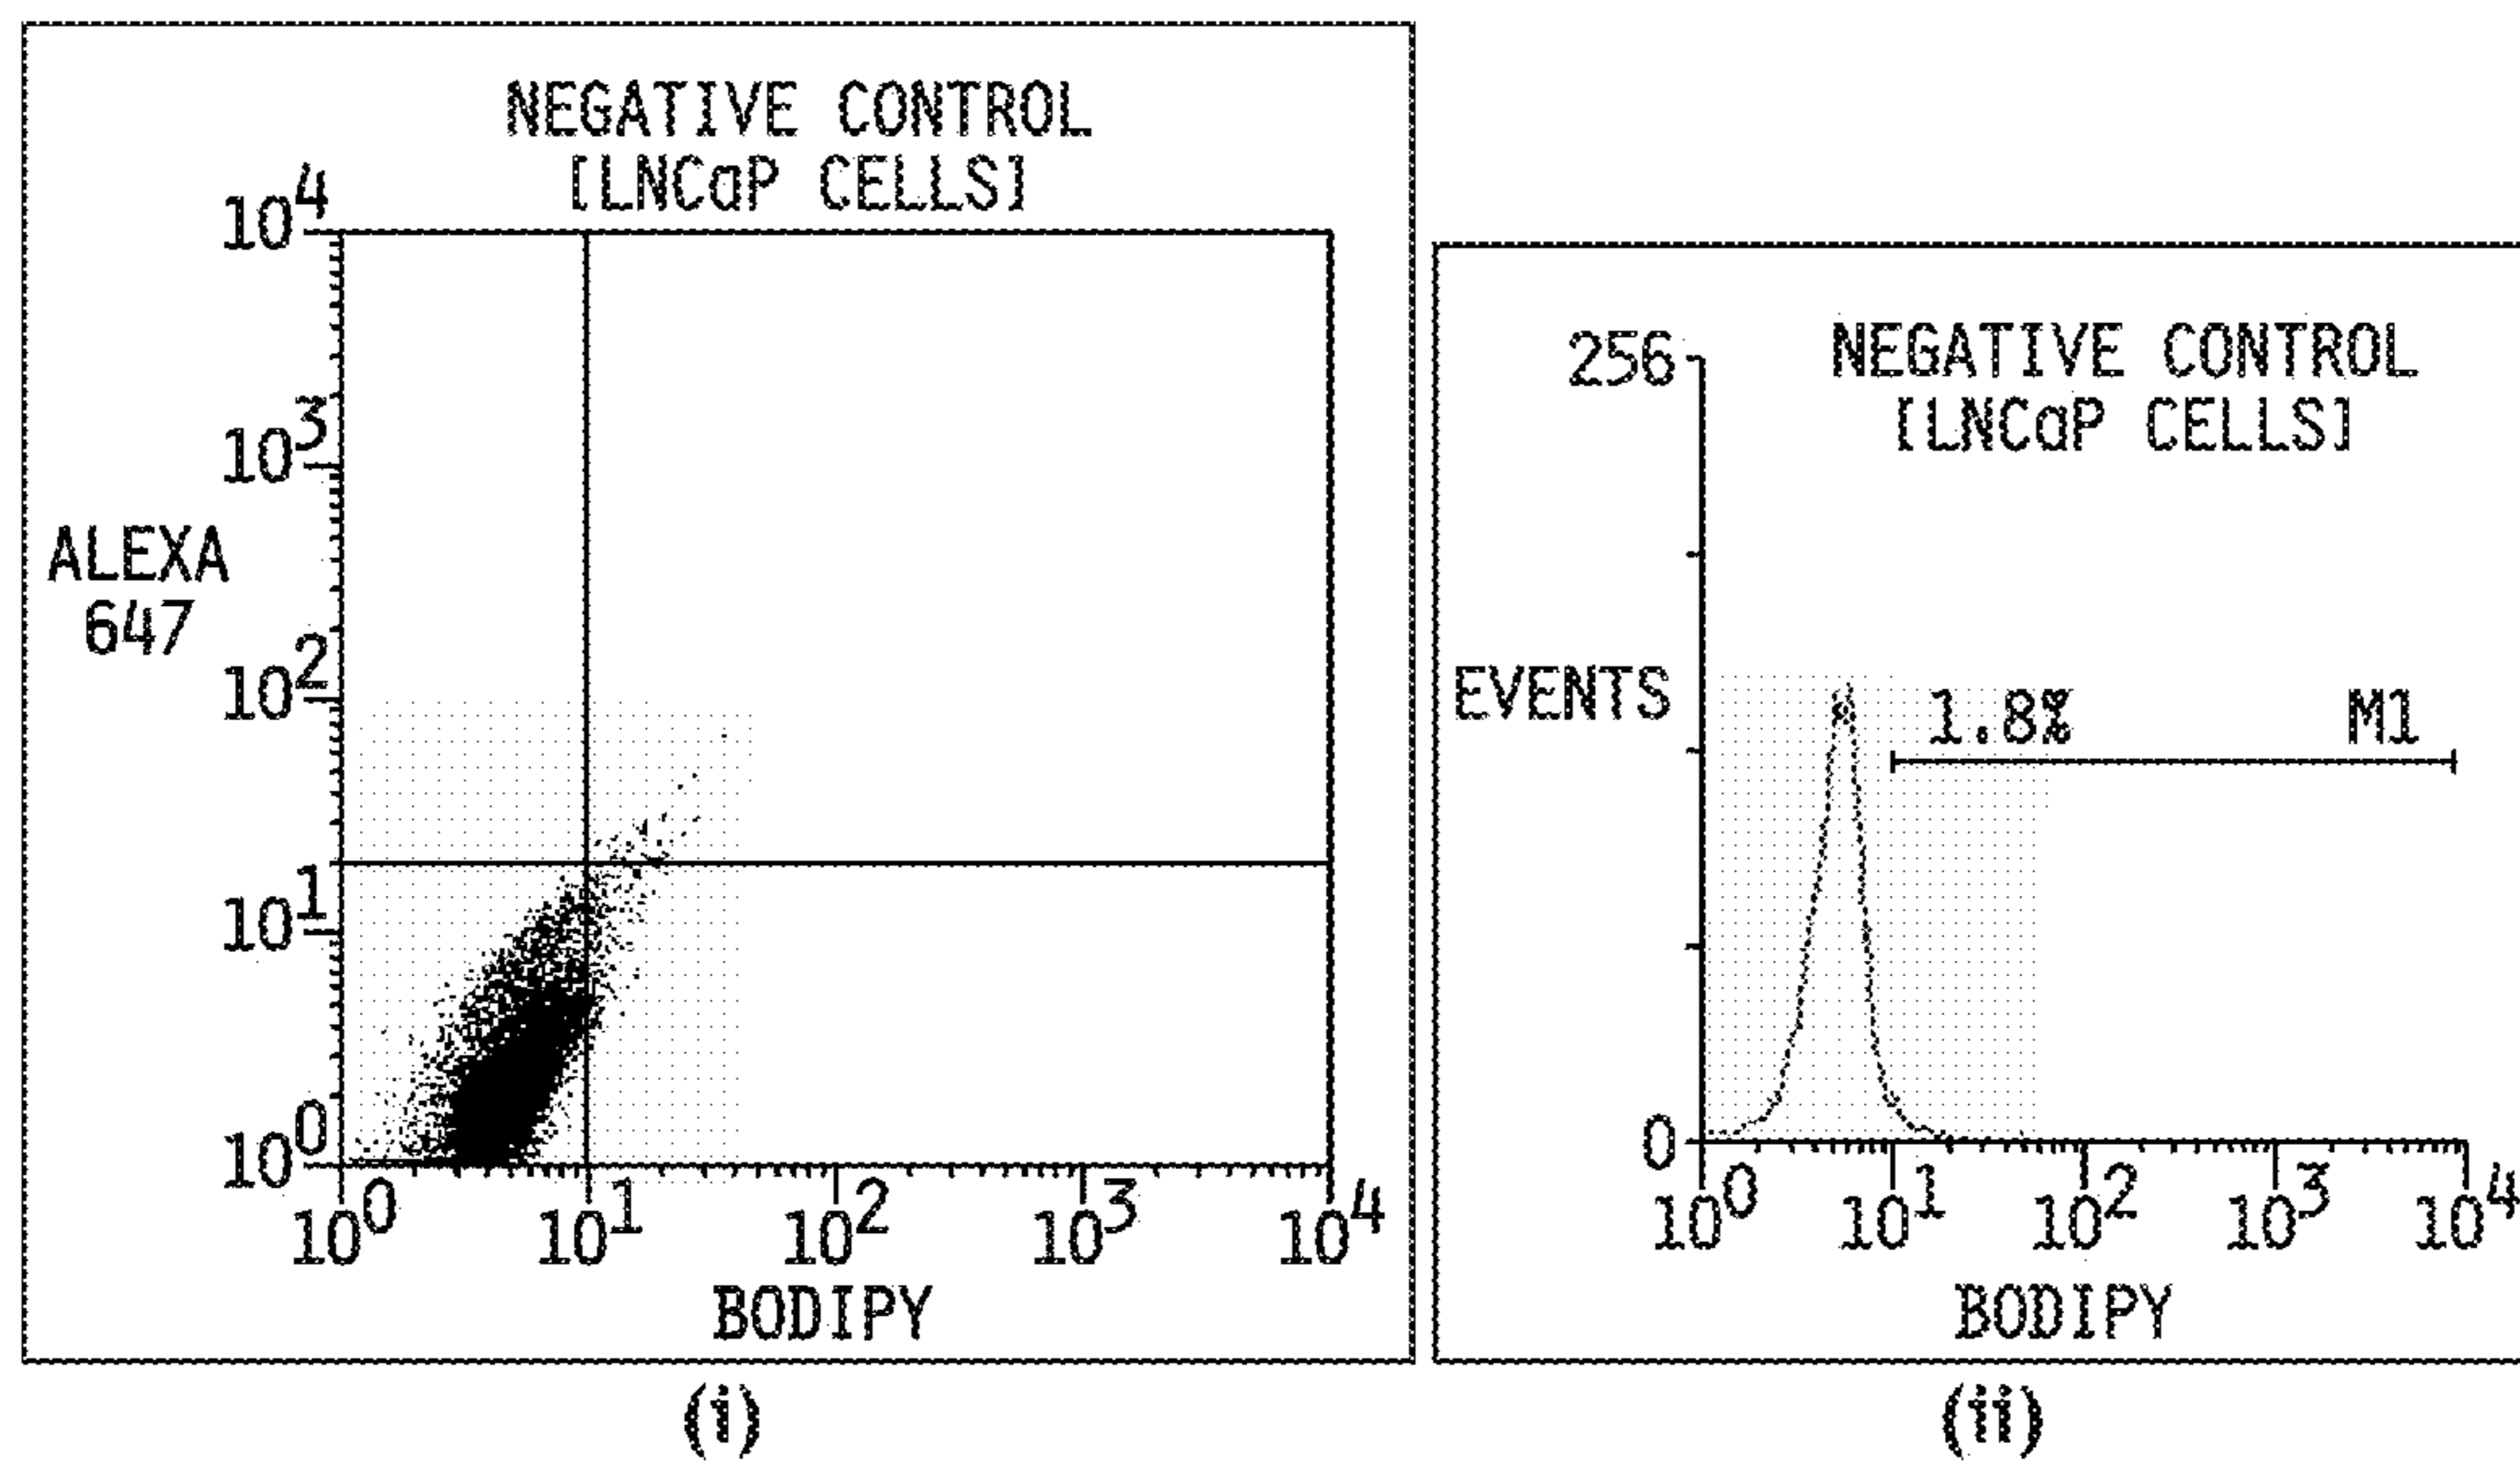 NEGATIVE CONTROL
[LNCaP CELLS]
10^4
10^3
ALEXA
647
10^2
10^1
10^0
10^0 10^1 10^2 10^3 10^4
BODIPY
(i)
NEGATIVE CONTROL
[LNCaP CELLS]
256
EVENTS
1.8% M1
0
10^0 10^1 10^2 10^3 10^4
BODIPY
(ii)